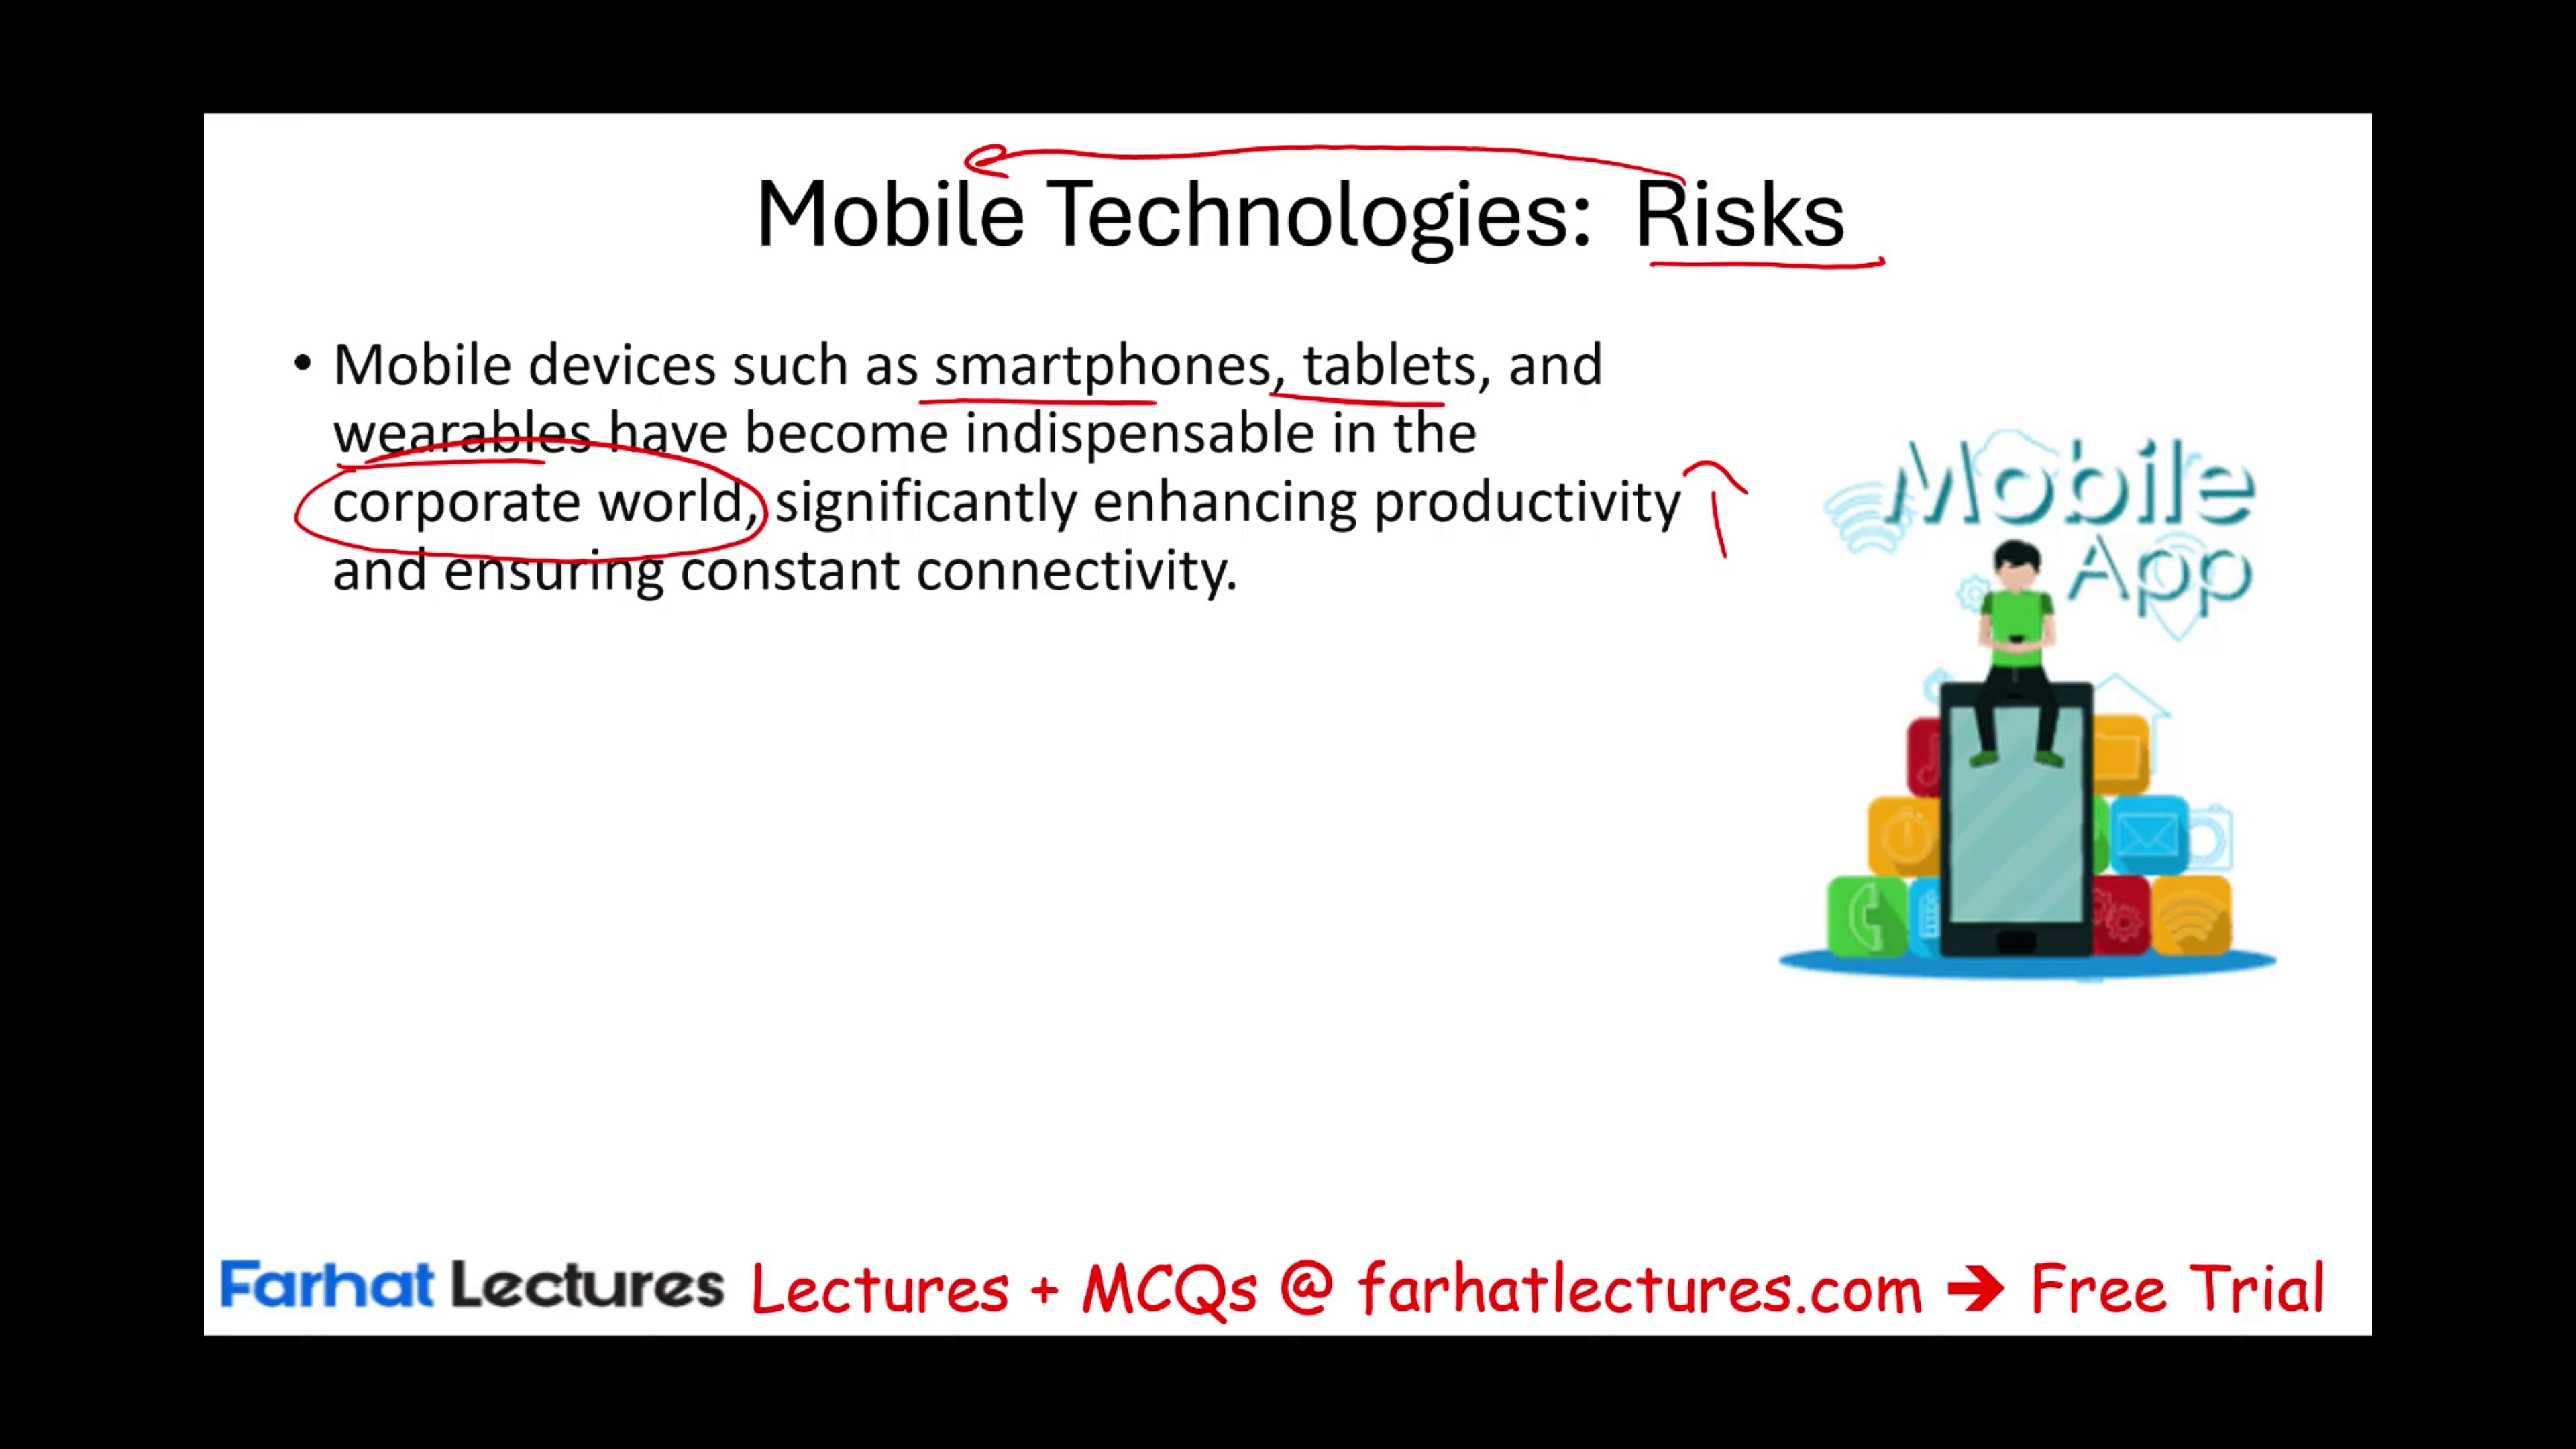 Mobile Technologies: Risks
• Mobile devices such as smartphones, tablets, and
wearables have become indispensable in the
corporate world, significantly enhancing productivity
and ensuring constant connectivity.
Mobile
App
Farhat Lectures Lectures + MCQs @ farhatlectures.com ➔ Free Trial